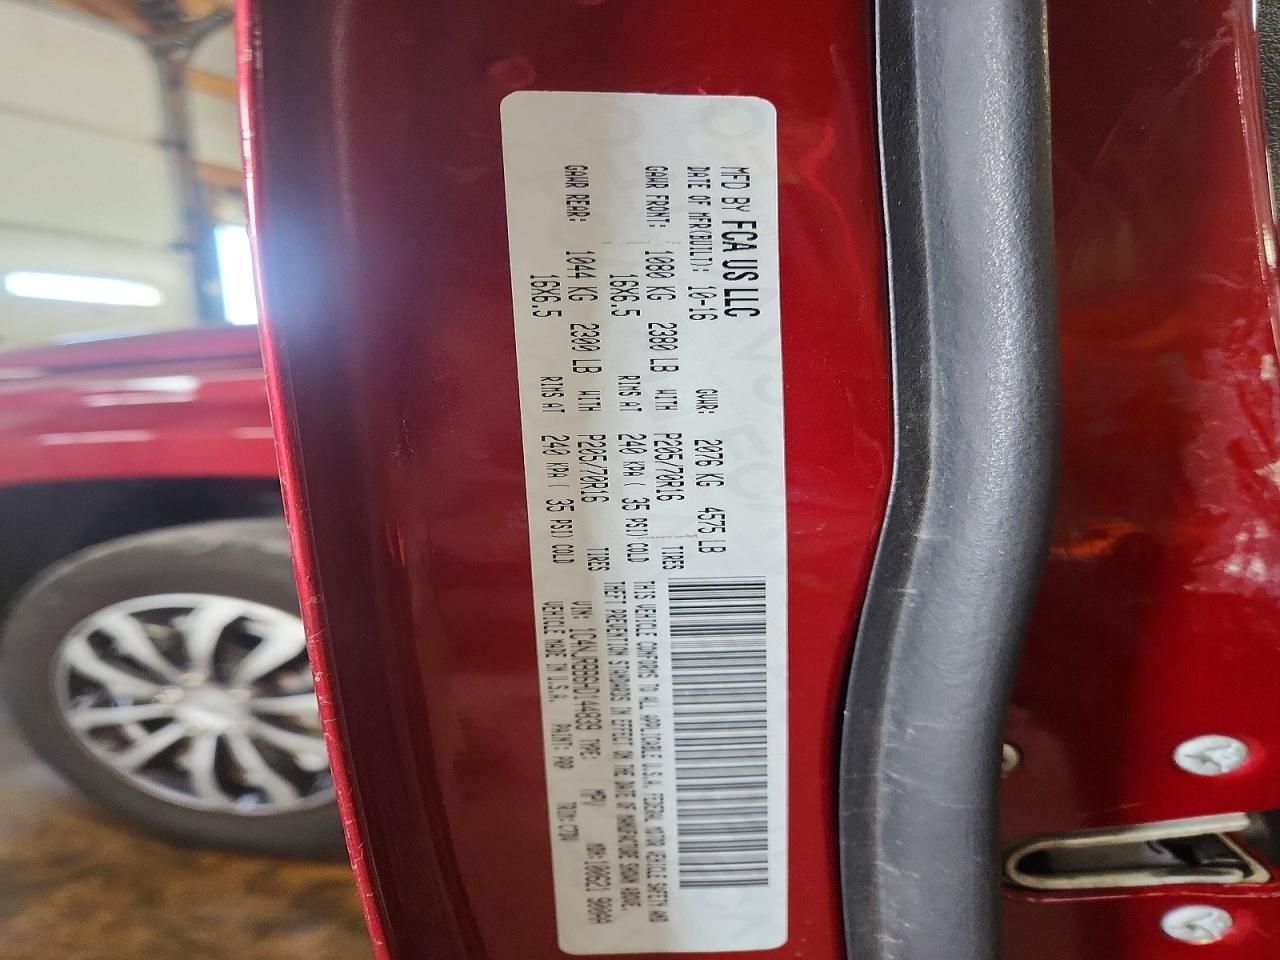 MFD BY FCA US LLC
DATE OF MFR(BUILT): 10-16 GVWR: 2076 KG 4575 LB
GAWR FRONT: 1080 KG 2380 LB WITH P205/70R16 TIRES
16X6.5 RIMS AT 240 KPA ( 35 PSI) COLD
GAWR REAR: 1044 KG 2300 LB WITH P205/70R16 TIRES
16X6.5 RIMS AT 240 KPA ( 35 PSI) COLD
THIS VEHICLE CONFORMS TO ALL APPLICABLE U.S.A. FEDERAL MOTOR VEHICLE SAFETY AND
THEFT PREVENTION STANDARDS IN EFFECT ON THE DATE OF MANUFACTURE SHOWN ABOVE.
VIN: TYPE: MPV
VEHICLE MADE IN U.S.A. PAINT: PRP TRIM: